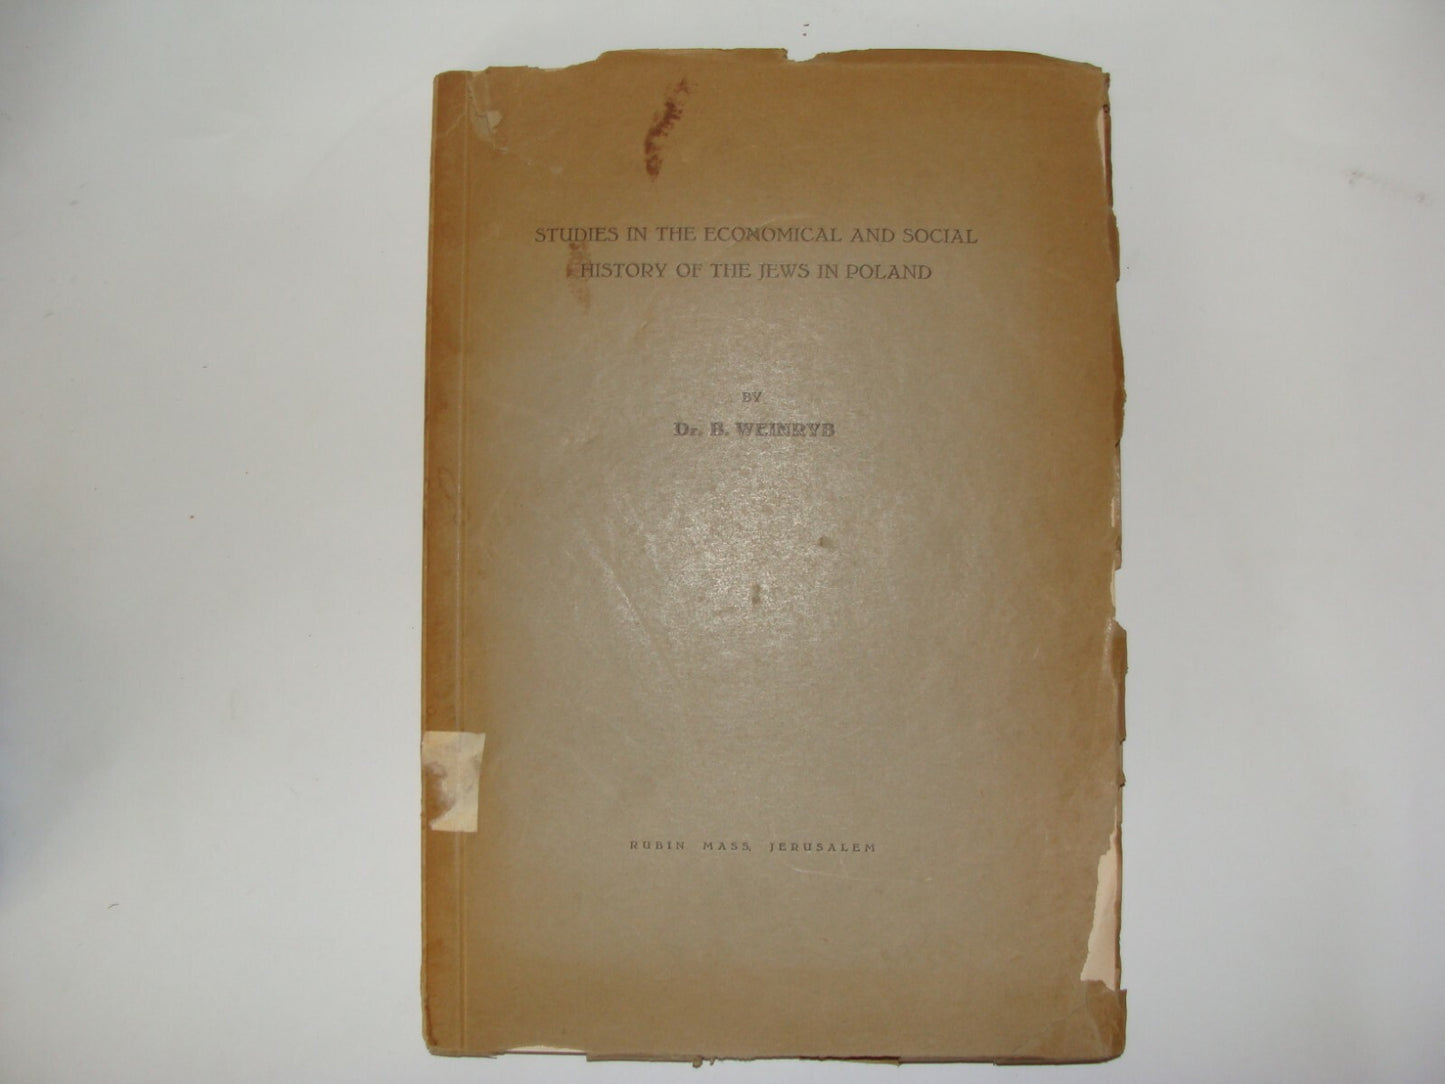 STUDIES IN THE ECONOMICAL AND SOCIAL
HISTORY OF THE JEWS IN POLAND
BY
Dr. B. WEINRYB
RUBIN MASS, JERUSALEM